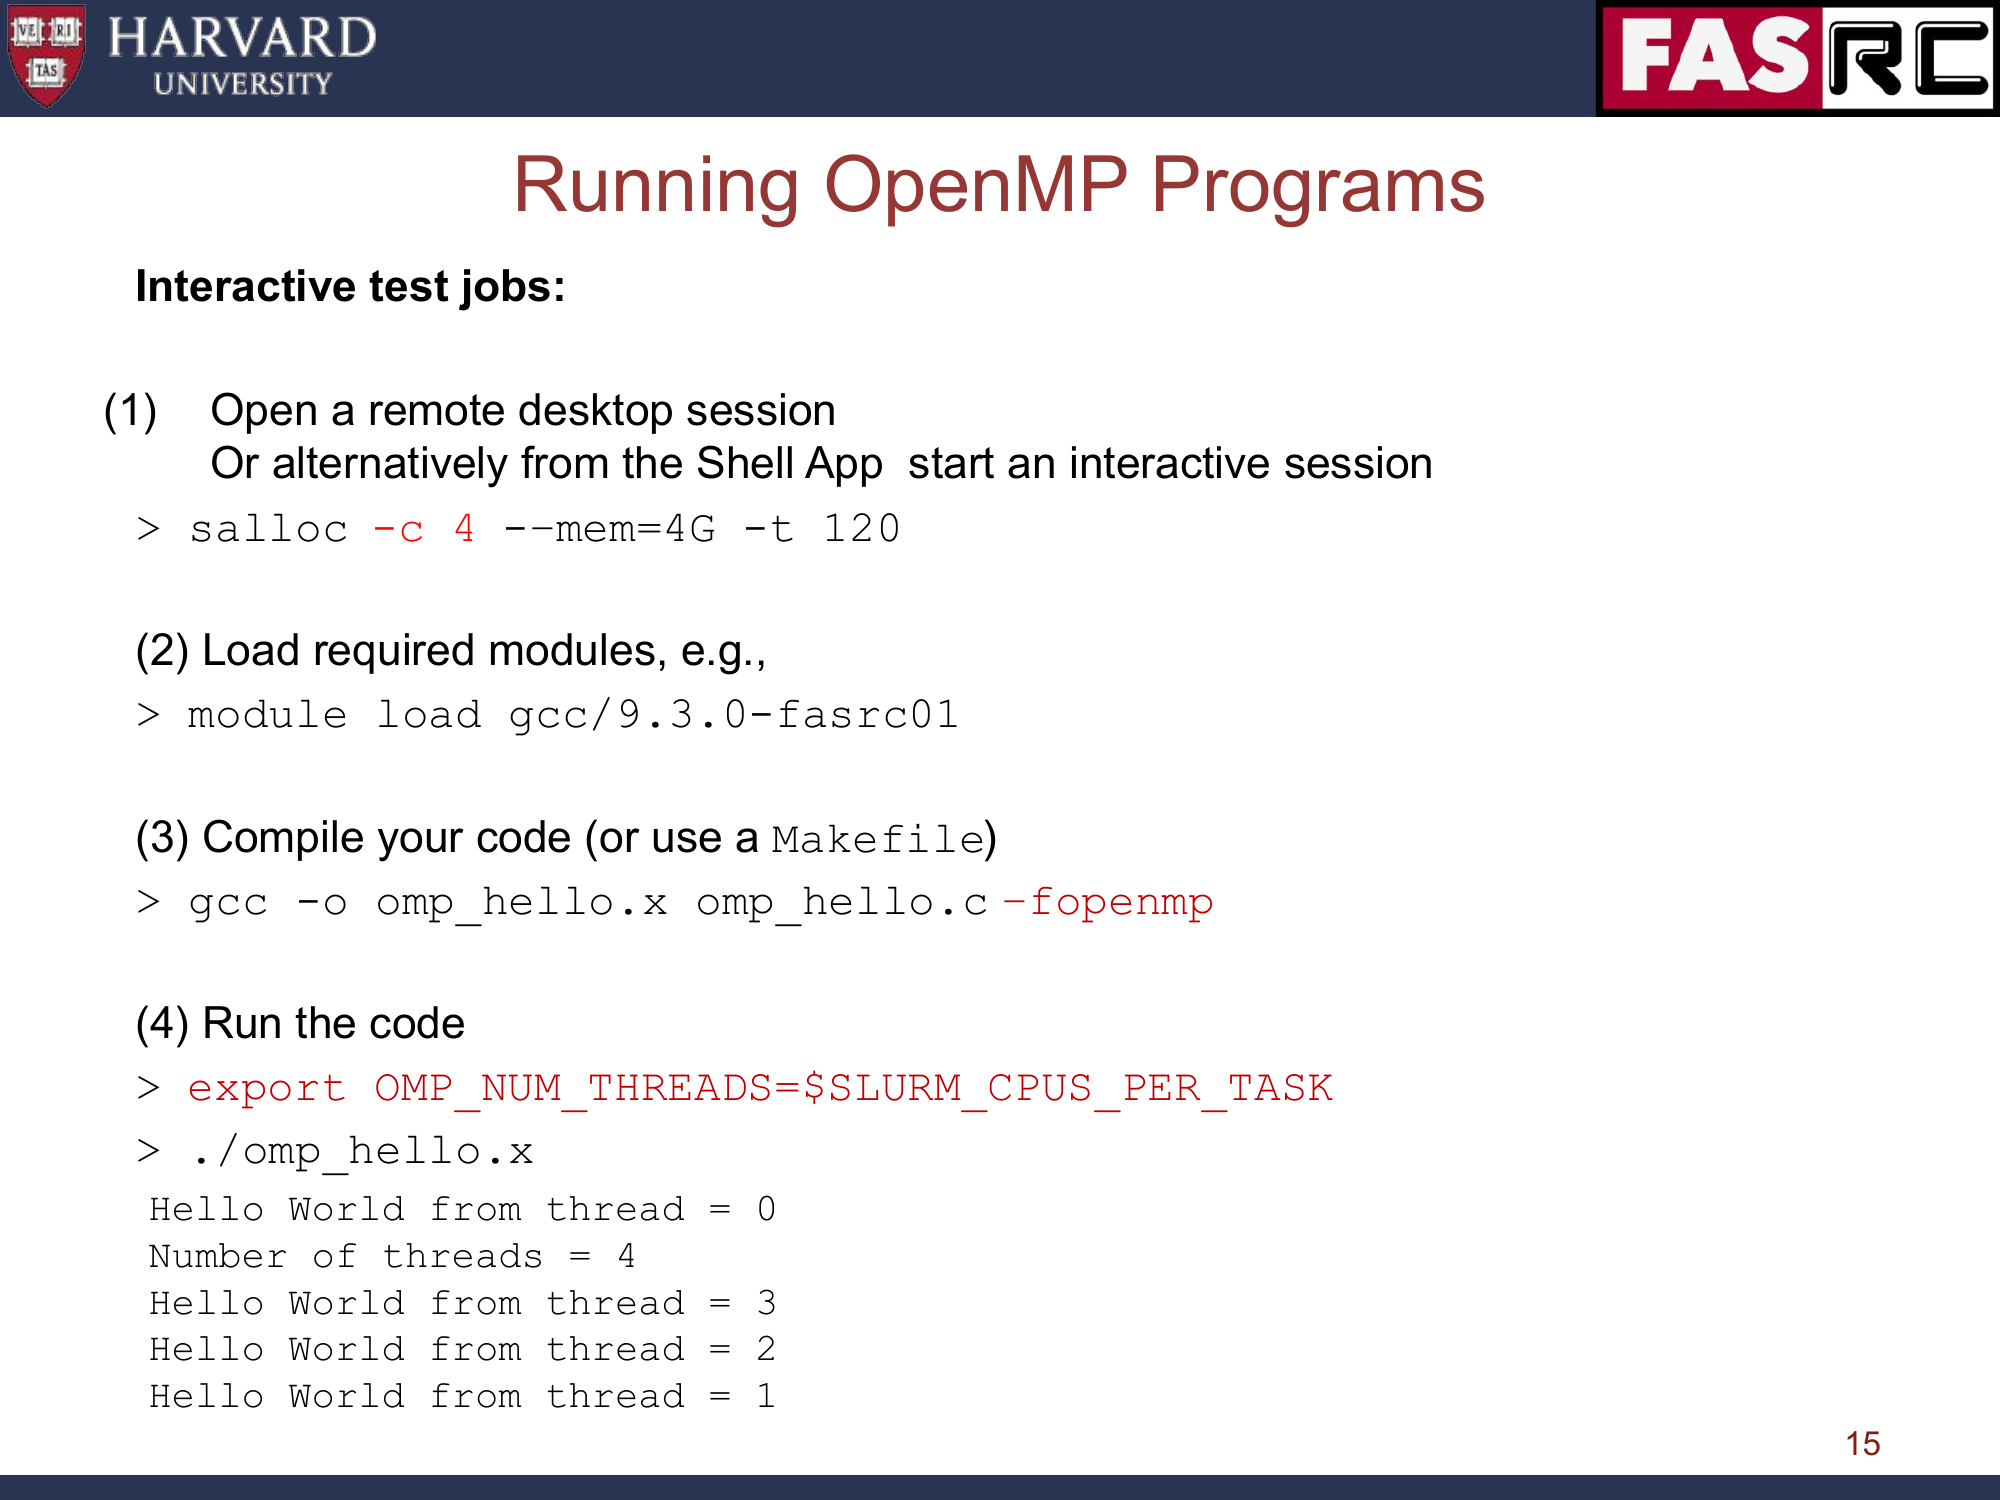 VE RI TAS
HARVARD
UNIVERSITY
FAS RC
Running OpenMP Programs
Interactive test jobs:
(1) Open a remote desktop session
Or alternatively from the Shell App start an interactive session
> salloc -c 4 --mem=4G -t 120
(2) Load required modules, e.g.,
> module load gcc/9.3.0-fasrc01
(3) Compile your code (or use a Makefile)
> gcc -o omp_hello.x omp_hello.c –fopenmp
(4) Run the code
> export OMP_NUM_THREADS=$SLURM_CPUS_PER_TASK
> ./omp_hello.x
Hello World from thread = 0
Number of threads = 4
Hello World from thread = 3
Hello World from thread = 2
Hello World from thread = 1
15